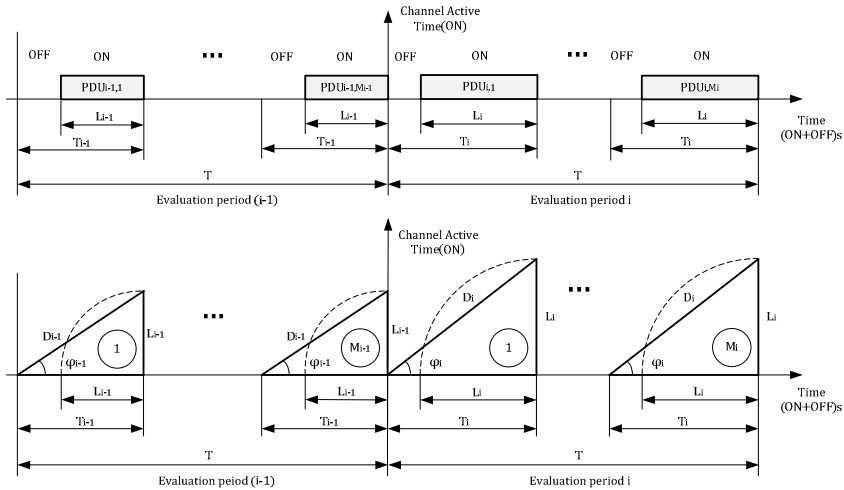 Channel Active
Time(ON)
OFF ON ... OFF ON OFF ON ... OFF ON
PDUi-1,1 PDUi-1,Mi-1 PDUi,1 PDUi,Mi
Time
(ON+OFF)s
Li-1 Li-1 Li Li
Ti-1 Ti-1 Ti Ti
T T
Evaluation period (i-1) Evaluation period i
Channel Active
Time(ON)
... ...
Di-1 Li-1 Di-1 Li-1 Di Li Di Li
1 Mi-1 1 Mi
φi-1 φi-1 φi φi
Time
(ON+OFF)s
Li-1 Li-1 Li Li
Ti-1 Ti-1 Ti Ti
T T
Evaluation peiod (i-1) Evaluation period i